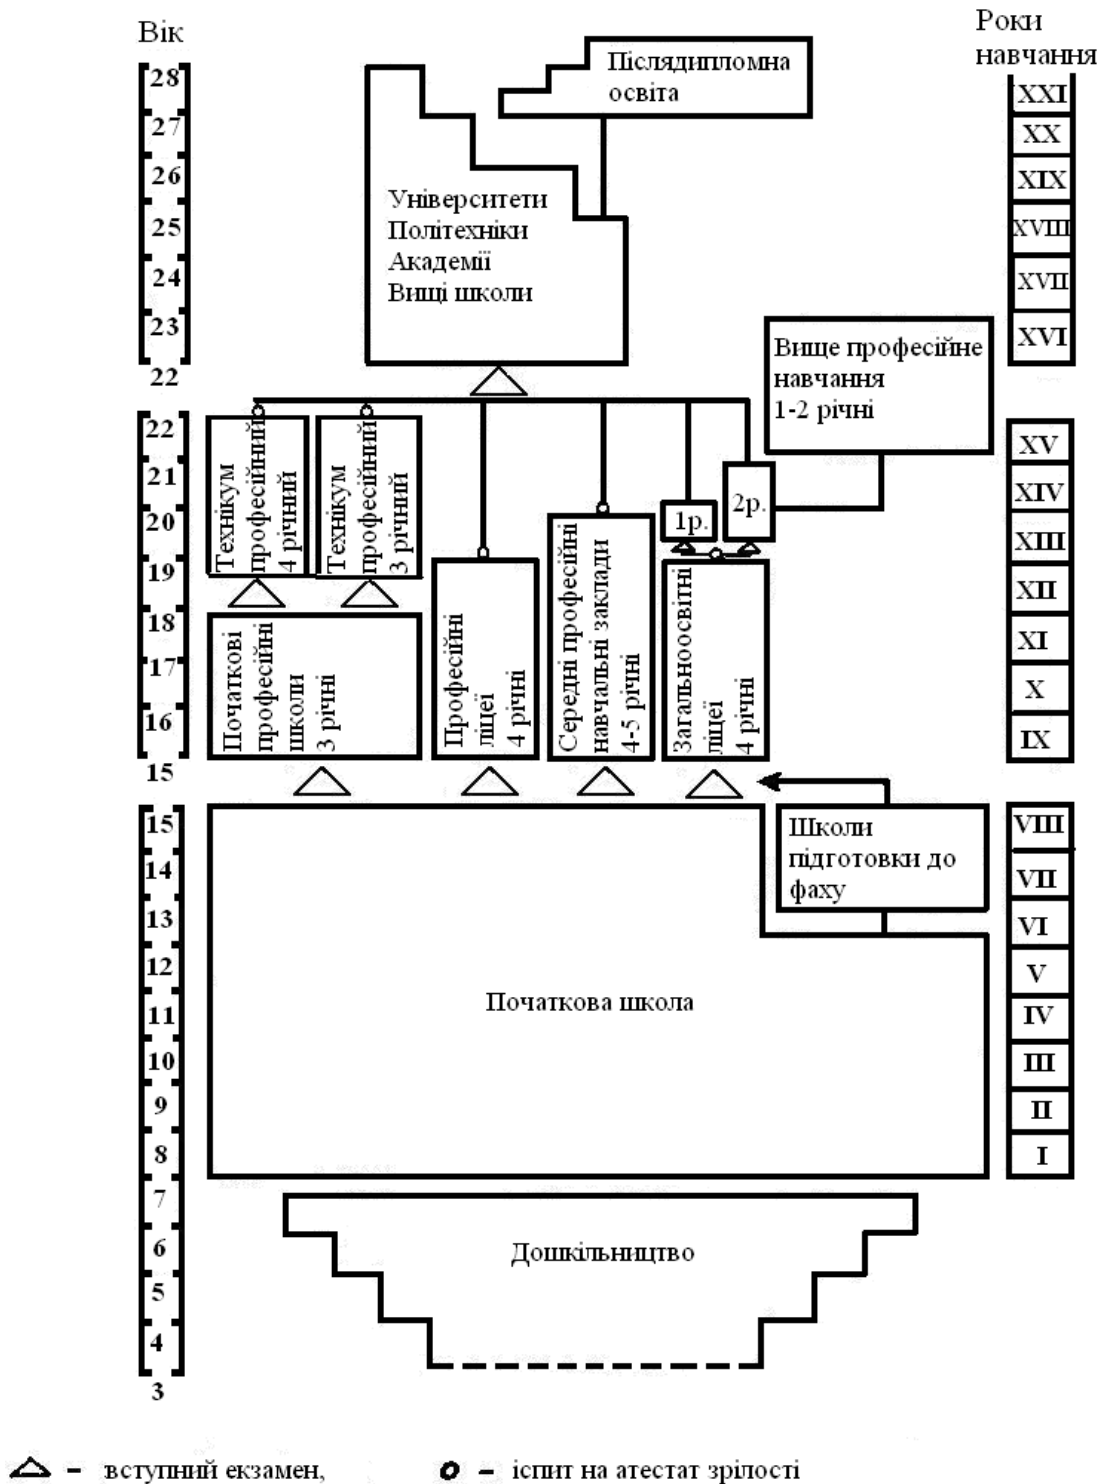 Вік
Роки
навчання
28
27
26
25
24
23
22
22
21
20
19
18
17
16
15
15
14
13
12
11
10
9
8
7
6
5
4
3
Післядипломна
освіта
Університети
Політехніки
Академії
Вищі школи
Вище професійне
навчання
1-2 річні
Технікум
професійний
4 річний
Технікум
професійний
3 річний
1р.
2р.
Початкові
професійні
школи
3 річні
Професійні
ліцеї
4 річні
Середні професійні
навчальні заклади
4-5 річні
Загальноосвітні
ліцеї
4 річні
Школи
підготовки до
фаху
Початкова школа
Дошкільництво
XXI
XX
XIX
XVIII
XVII
XVI
XV
XIV
XIII
XII
XI
X
IX
VIII
VII
VI
V
IV
III
II
I
– вступний екзамен,
– іспит на атестат зрілості